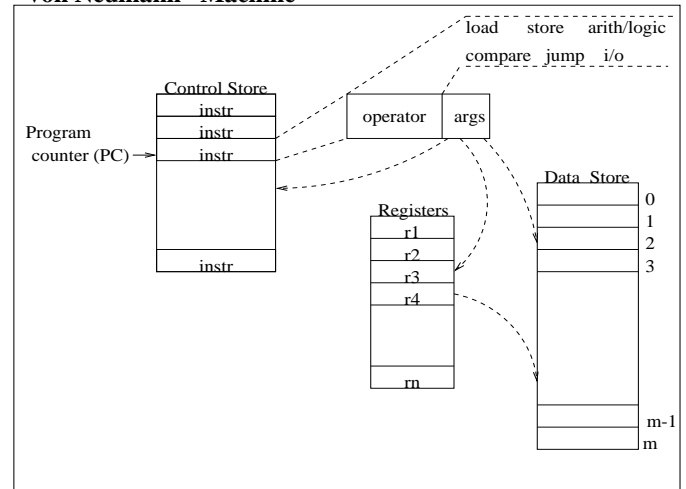 Von Neumann Machine
load store arith/logic
compare jump i/o
Control Store
instr
instr
instr
instr
Program
counter (PC)
operator args
Registers
r1
r2
r3
r4
rn
Data Store
0
1
2
3
m-1
m